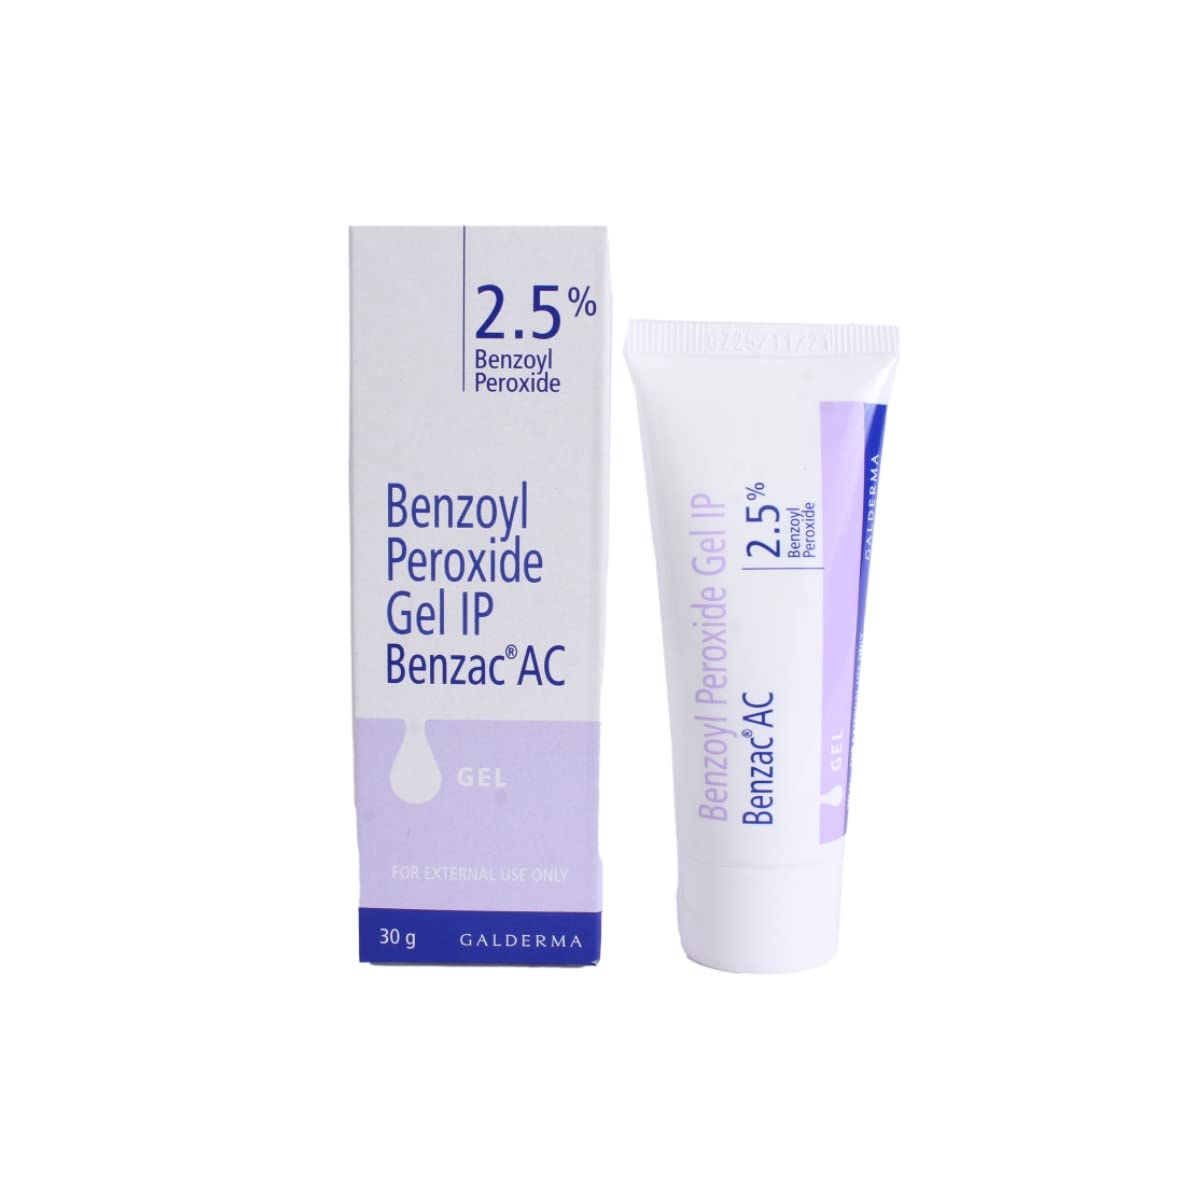 2.5%
Benzoyl
Peroxide
Benzoyl
Peroxide
Gel IP
Benzac® AC
GEL
FOR EXTERNAL USE ONLY
30 g
GALDERMA
Benzoyl Peroxide Gel IP
Benzac® AC
2.5%
Benzoyl
Peroxide
GEL
GALDERMA